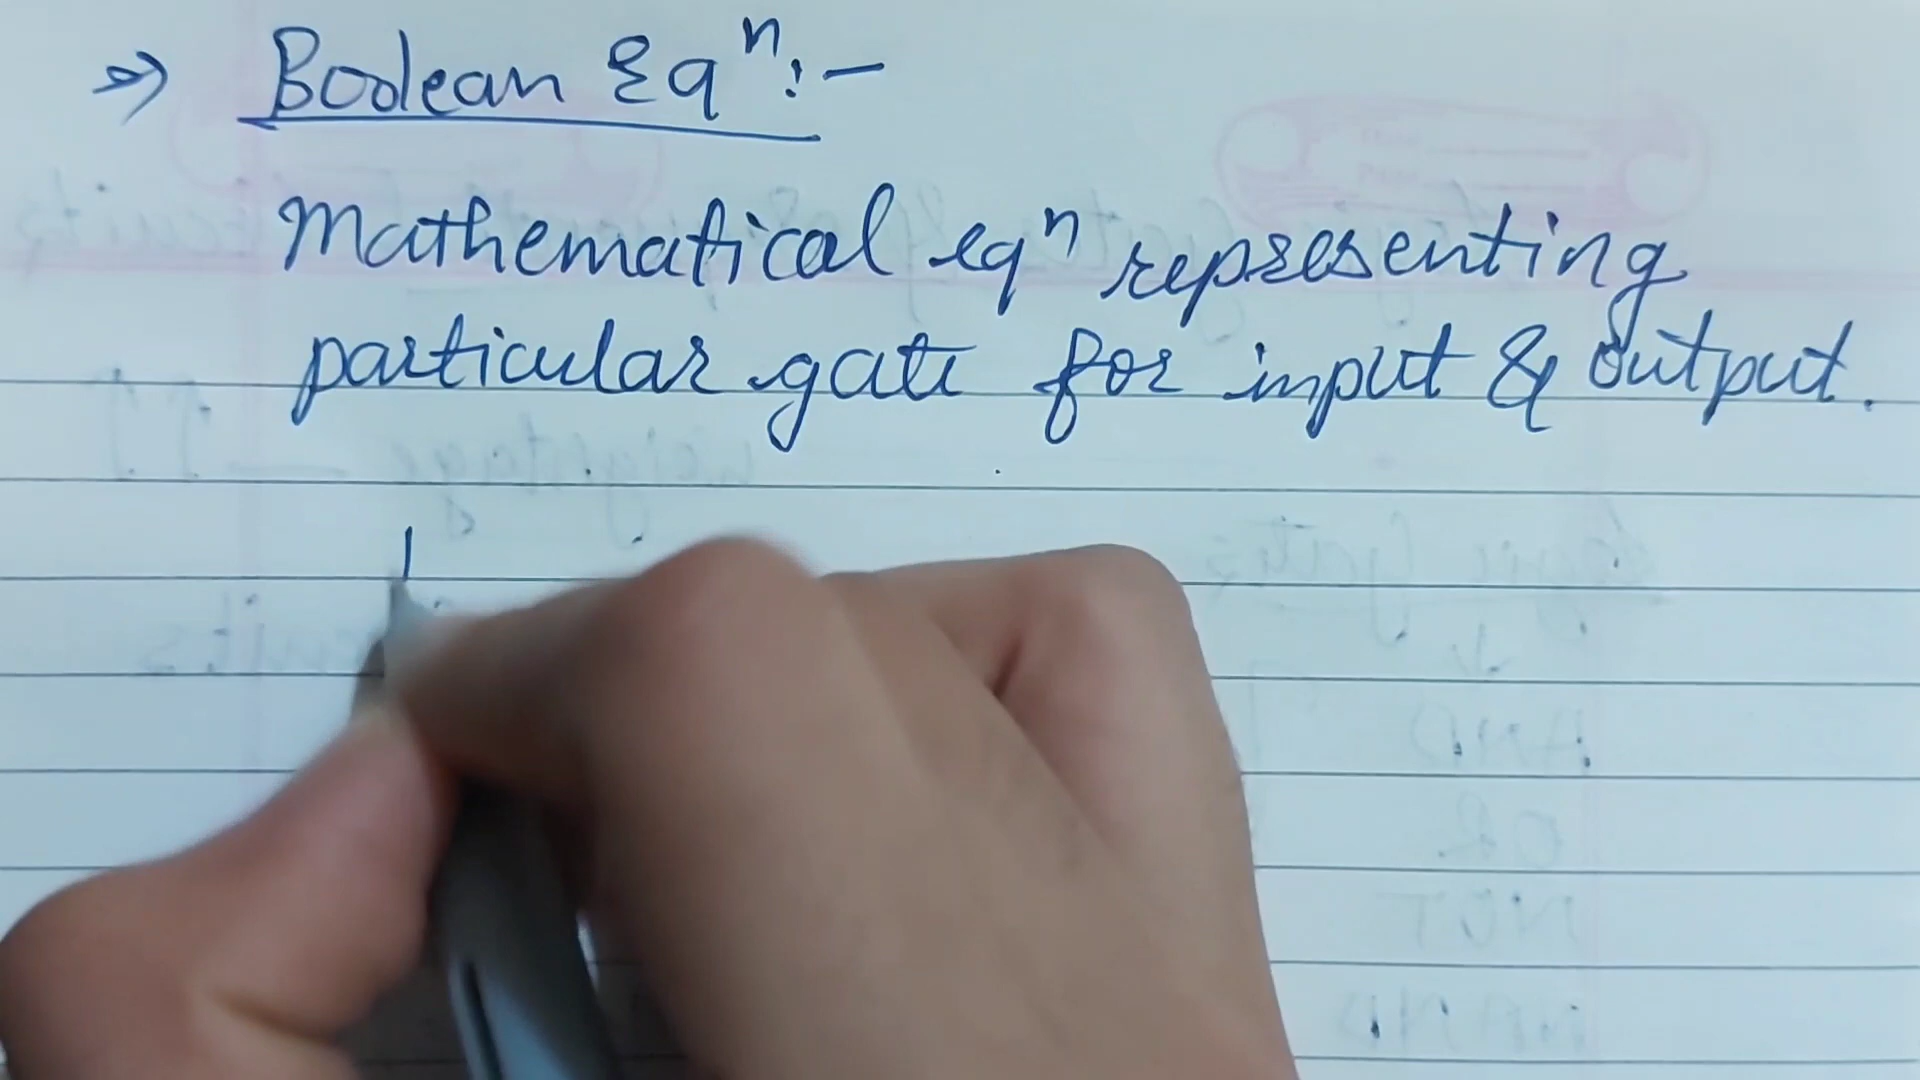 ⇒ Boolean Eqⁿ:-
Mathematical eqⁿ representing
particular gate for input & output.